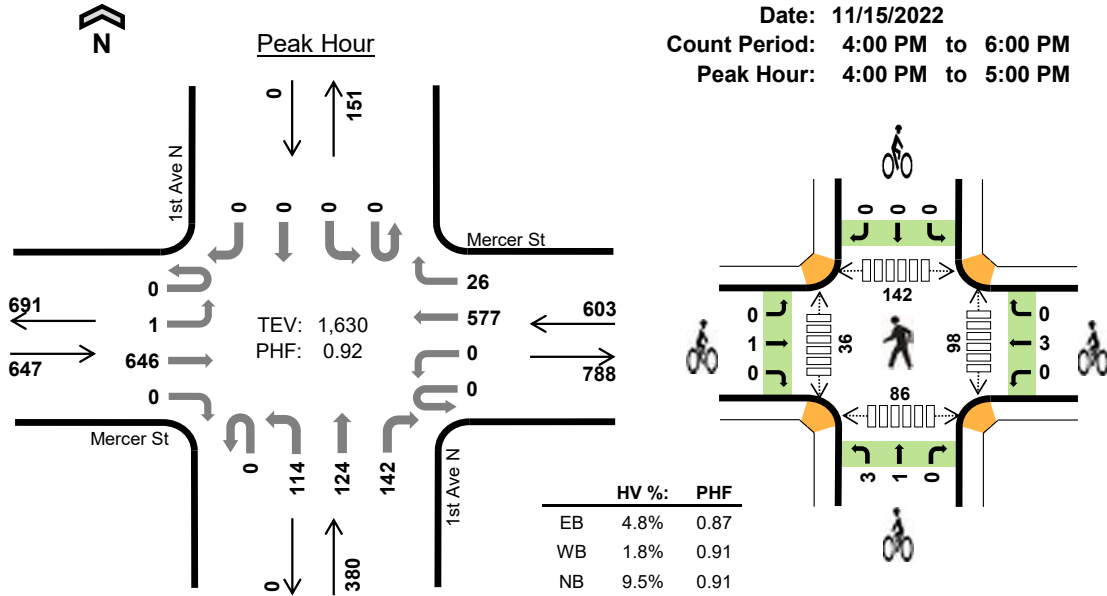 N
Peak Hour
Date: 11/15/2022
Count Period: 4:00 PM to 6:00 PM
Peak Hour: 4:00 PM to 5:00 PM
0
151
1st Ave N
0 0 0 0
Mercer St
0
1
646
0
691
647
TEV: 1,630
PHF: 0.92
26
577
0
0
603
788
Mercer St
0
114
124
142
1st Ave N
0
380
0 0 0
142
0
1
0
36
98
0
3
0
86
3 1 0
HV %: PHF
EB 4.8% 0.87
WB 1.8% 0.91
NB 9.5% 0.91